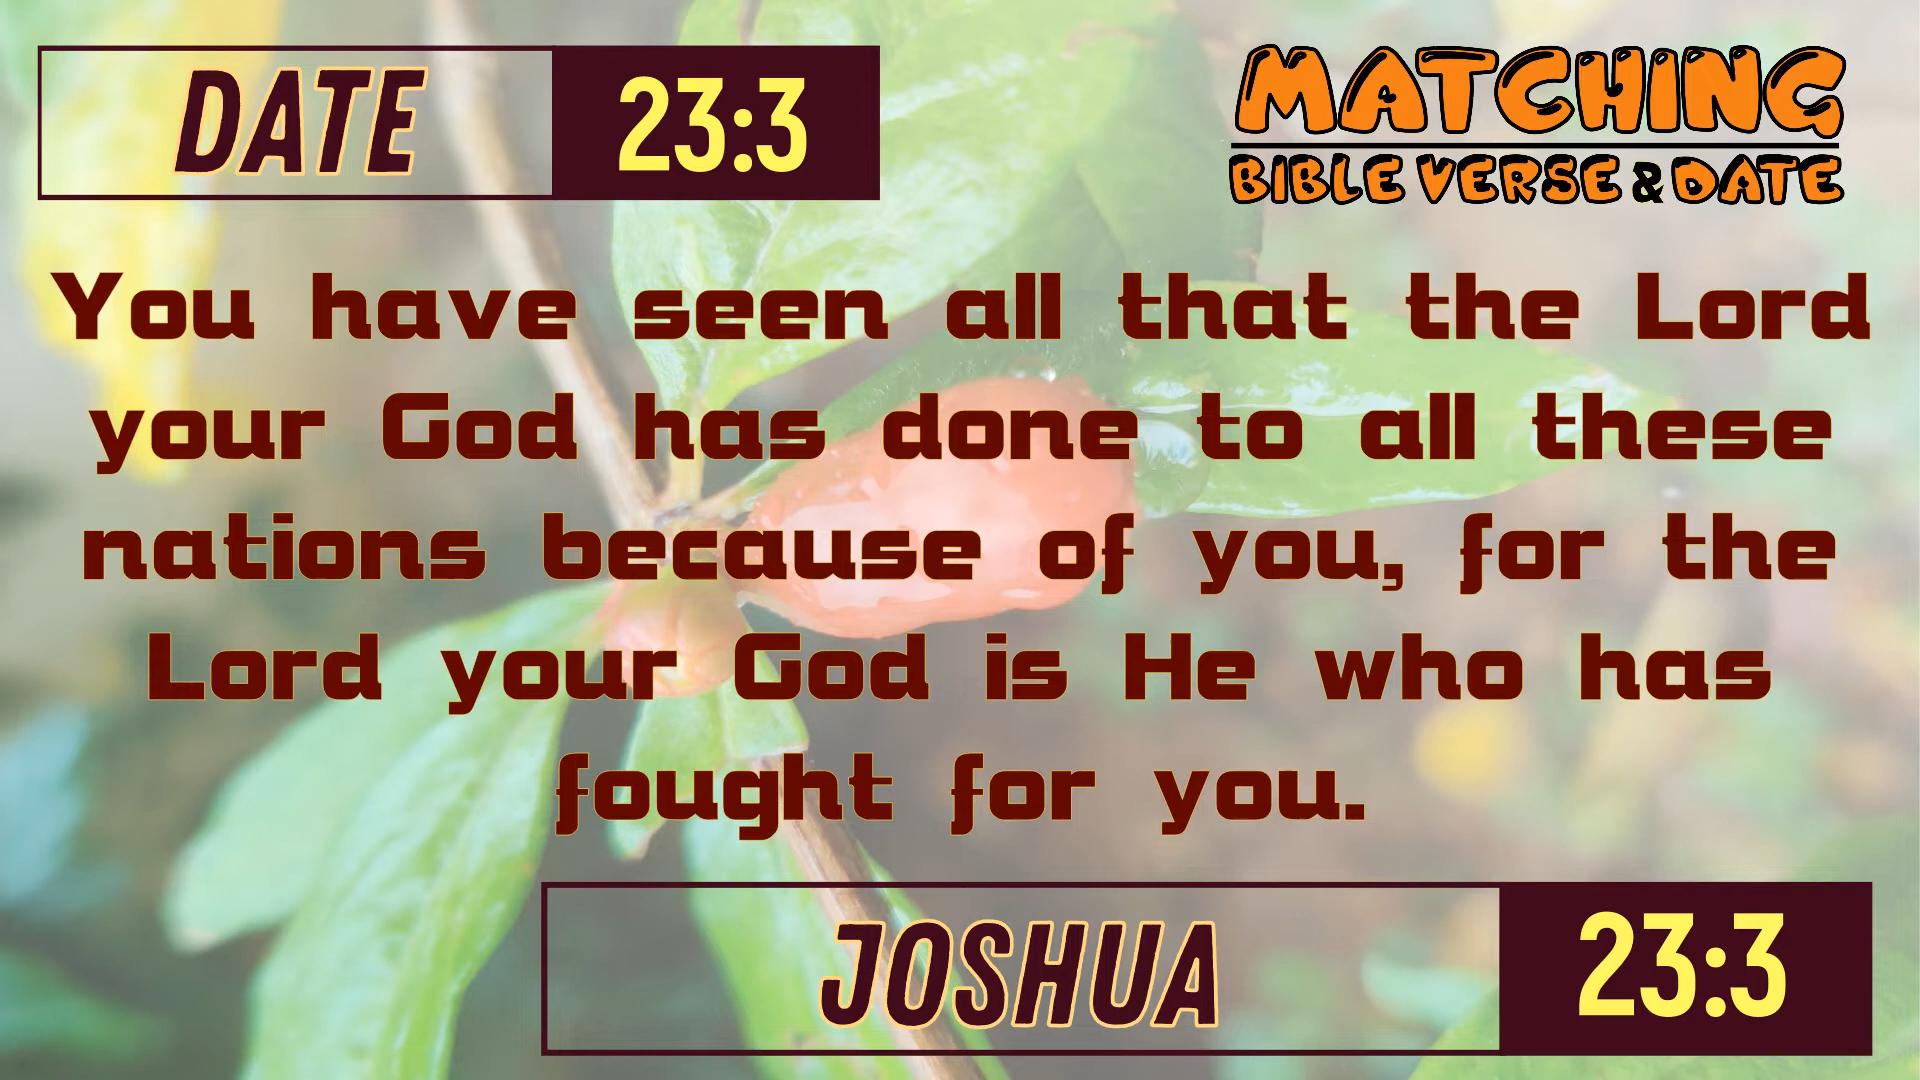 DATE 23:3
MATCHING
BIBLE VERSE & DATE
You have seen all that the Lord
your God has done to all these
nations because of you, for the
Lord your God is He who has
fought for you.
JOSHUA 23:3